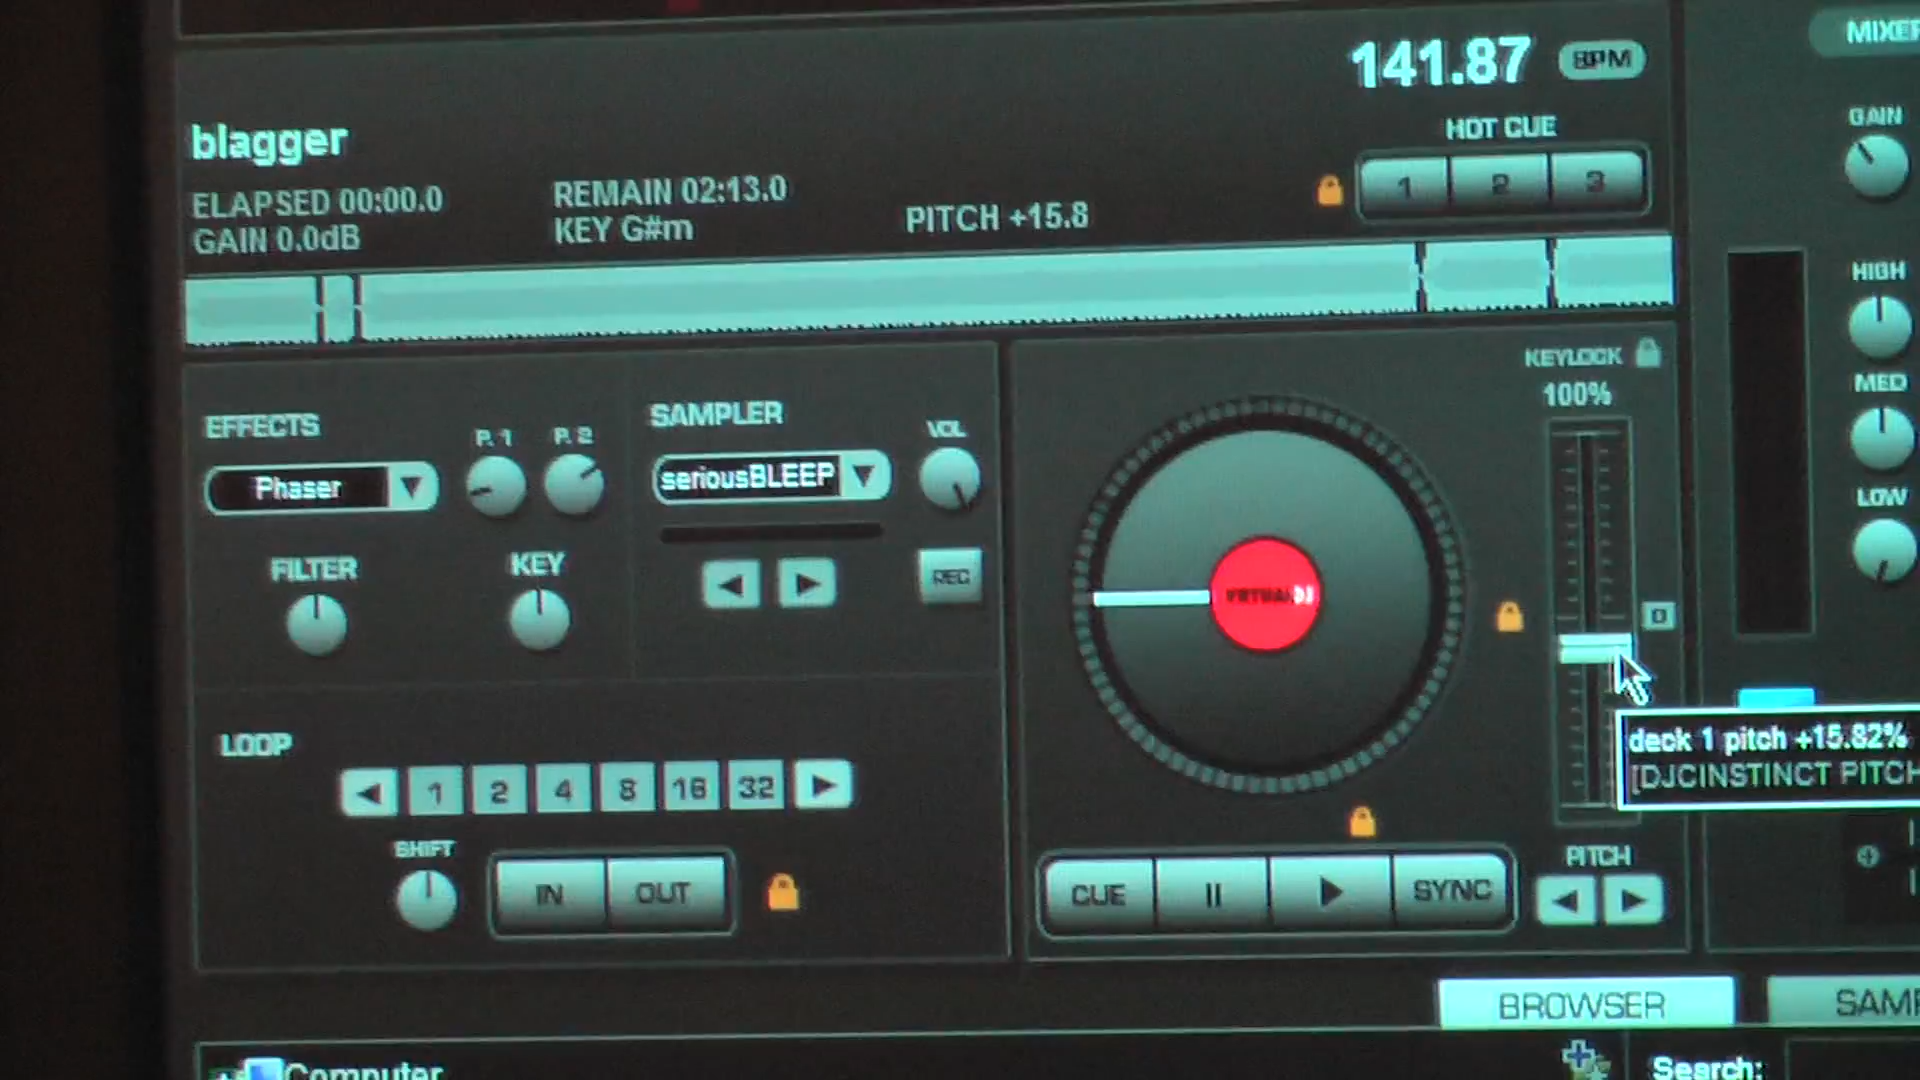 MIXER
141.87 BPM
blagger
HOT CUE
GAIN
1 2 3
ELAPSED 00:00.0 REMAIN 02:13.0
GAIN 0.0dB KEY G#m PITCH +15.8
HIGH
KEYLOCK
100%
MED
EFFECTS P. 1 P. 2 SAMPLER VOL
Phaser seriousBLEEP
LOW
FILTER KEY REC
VIRTUAL DJ
D
deck 1 pitch +15.82%
[DJCINSTINCT PITCH
LOOP
1 2 4 8 16 32
SHIFT
IN OUT
CUE SYNC
PITCH
BROWSER SAMP
Computer Search: